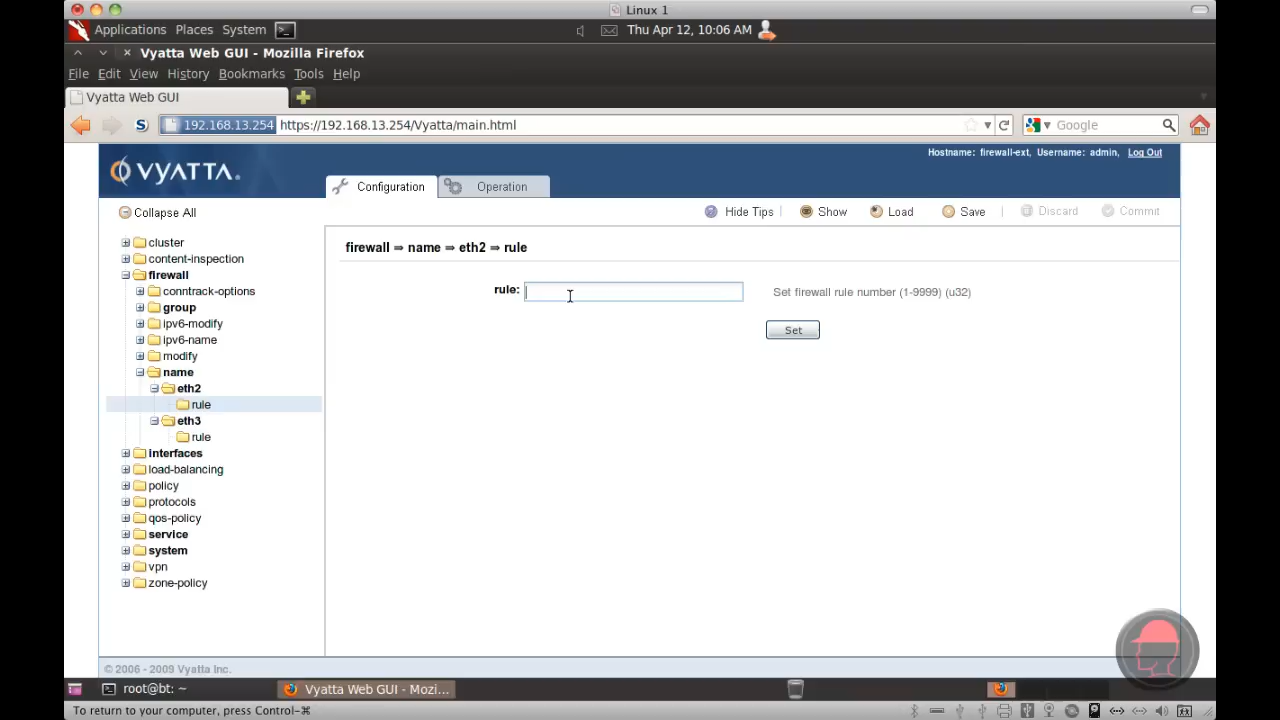 Linux 1
Applications Places System Thu Apr 12, 10:06 AM
Vyatta Web GUI - Mozilla Firefox
File Edit View History Bookmarks Tools Help
Vyatta Web GUI
192.168.13.254 https://192.168.13.254/Vyatta/main.html Google
VYATTA. Hostname: firewall-ext, Username: admin, Log Out
Configuration Operation
Collapse All Hide Tips Show Load Save Discard Commit
cluster
content-inspection
firewall
conntrack-options
group
ipv6-modify
ipv6-name
modify
name
eth2
rule
eth3
rule
interfaces
load-balancing
policy
protocols
qos-policy
service
system
vpn
zone-policy
firewall ⇒ name ⇒ eth2 ⇒ rule
rule: Set firewall rule number (1-9999) (u32)
Set
© 2006 - 2009 Vyatta Inc.
root@bt: ~ Vyatta Web GUI - Mozi...
To return to your computer, press Control-⌘